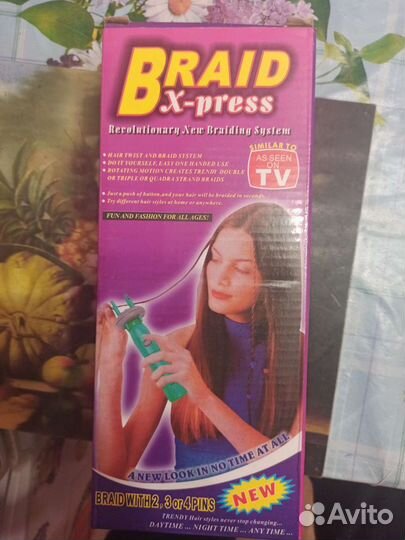 BRAID
X-press
Revolutionary New Braiding System
• HAIR TWIST AND BRAID SYSTEM
• DO IT YOURSELF, EASY ONE HANDED USE
• ROTATING MOTION CREATES TRENDY DOUBLE
OR TRIPLE OR QUADRA STRAND BRAIDS
SIMILAR TO
AS SEEN
ON
TV
• Just a push of button, and your hair will be braided in seconds.
• Try different hair styles at home or anywhere.
FUN AND FASHION FOR ALL AGES!
A NEW LOOK IN NO TIME AT ALL
BRAID WITH 2, 3 or 4 PINS
NEW
TRENDY Hair styles never stop changing...
DAYTIME ... NIGHT TIME ... ANY TIME ...
Avito